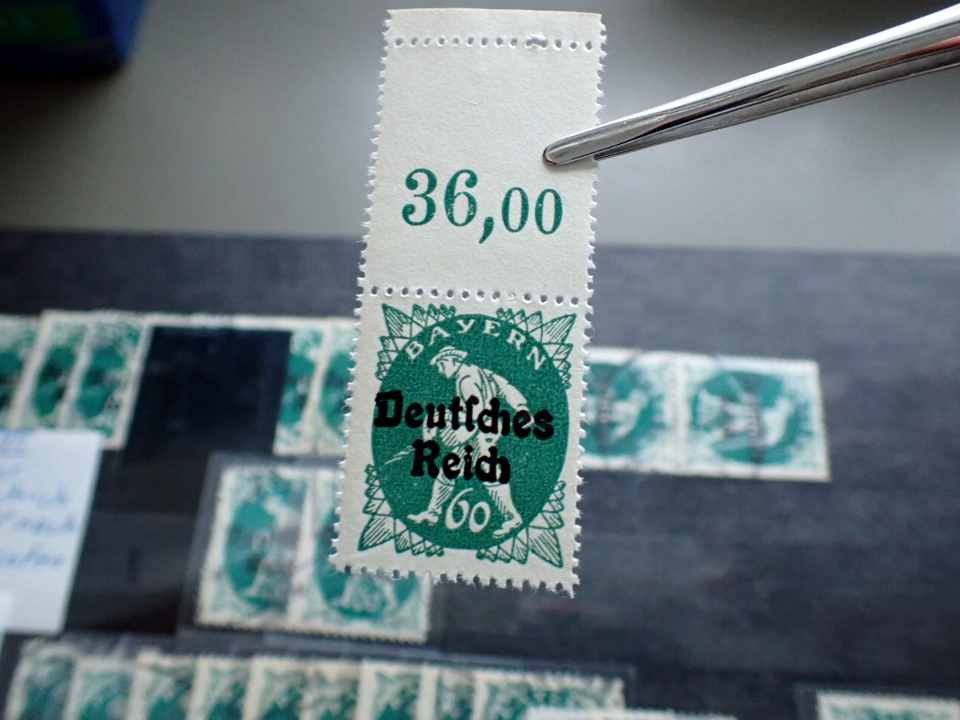 36,00
BAYERN
Deutſches
Reich
60